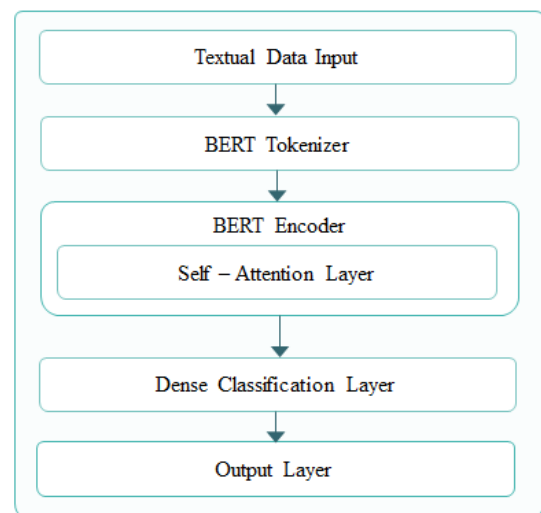 Textual Data Input
BERT Tokenizer
BERT Encoder
Self – Attention Layer
Dense Classification Layer
Output Layer